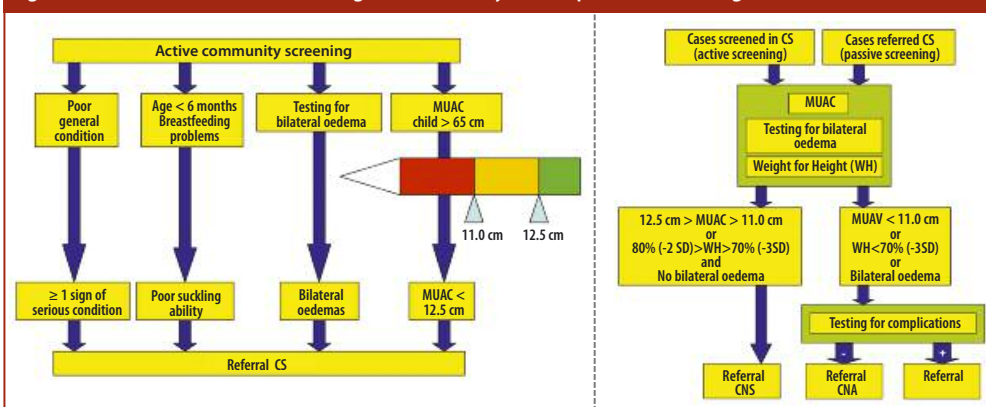 Active community screening
Poor
general
condition
Age < 6 months
Breastfeeding
problems
Testing for
bilateral oedema
MUAC
child > 65 cm
11.0 cm
12.5 cm
≥ 1 sign of
serious condition
Poor suckling
ability
Bilateral
oedemas
MUAC <
12.5 cm
Referral CS
Cases screened in CS
(active screening)
Cases referred CS
(passive screening)
MUAC
Testing for bilateral
oedema
Weight for Height (WH)
12.5 cm > MUAC > 11.0 cm
or
80% (-2 SD)>WH>70% (-3SD)
and
No bilateral oedema
MUAV < 11.0 cm
or
WH<70% (-3SD)
or
Bilateral oedema
Testing for complications
-
+
Referral
CNS
Referral
CNA
Referral